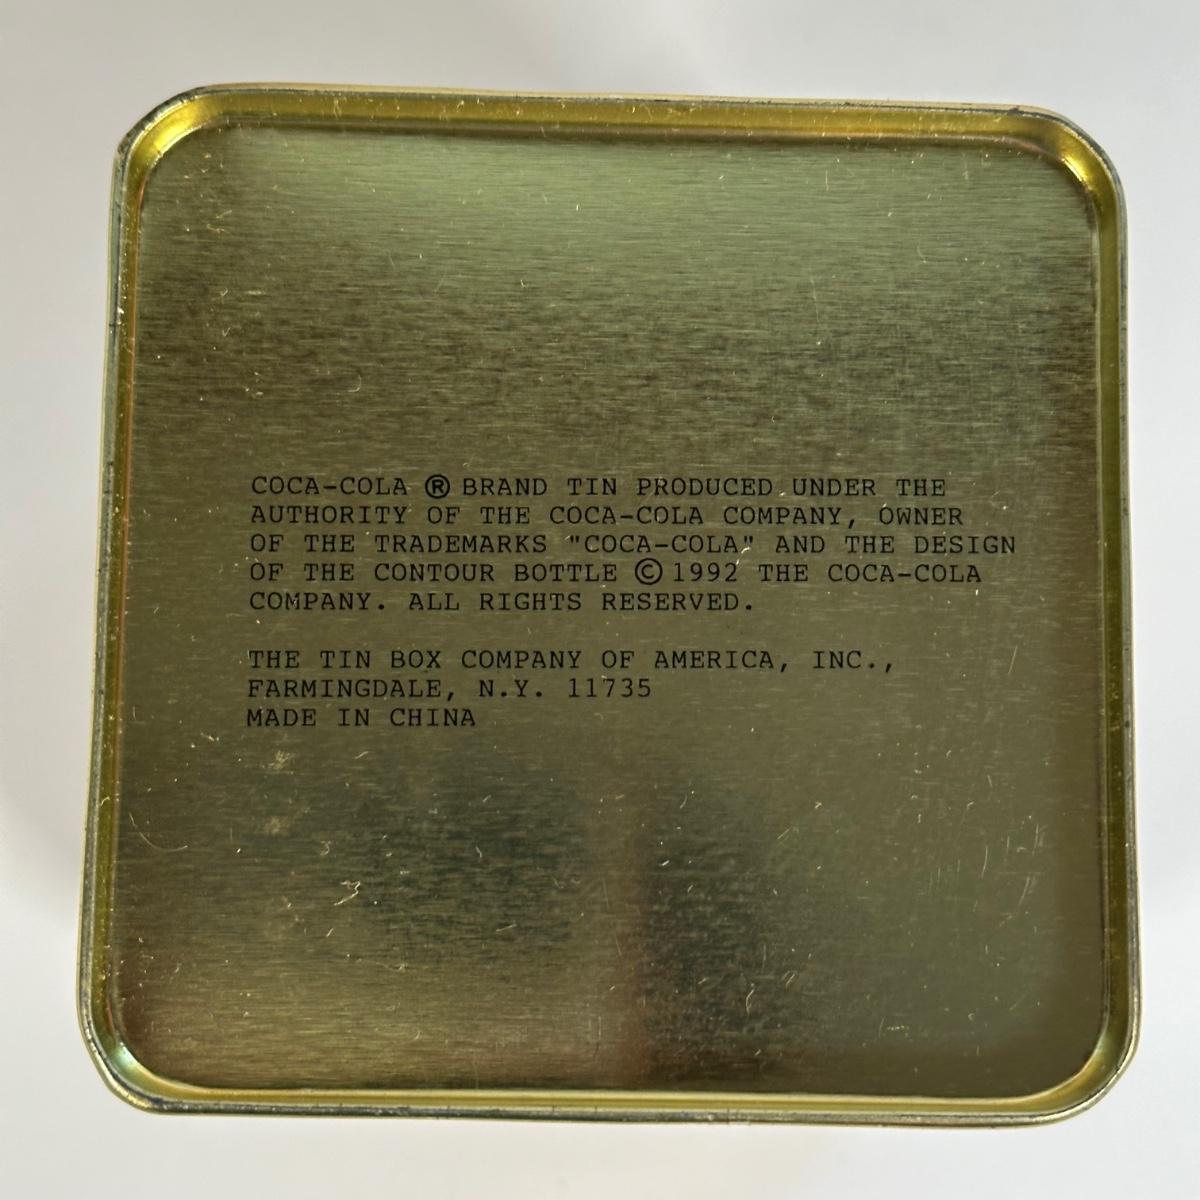 COCA-COLA ® BRAND TIN PRODUCED UNDER THE
AUTHORITY OF THE COCA-COLA COMPANY, OWNER
OF THE TRADEMARKS "COCA-COLA" AND THE DESIGN
OF THE CONTOUR BOTTLE © 1992 THE COCA-COLA
COMPANY. ALL RIGHTS RESERVED.
THE TIN BOX COMPANY OF AMERICA, INC.,
FARMINGDALE, N.Y. 11735
MADE IN CHINA